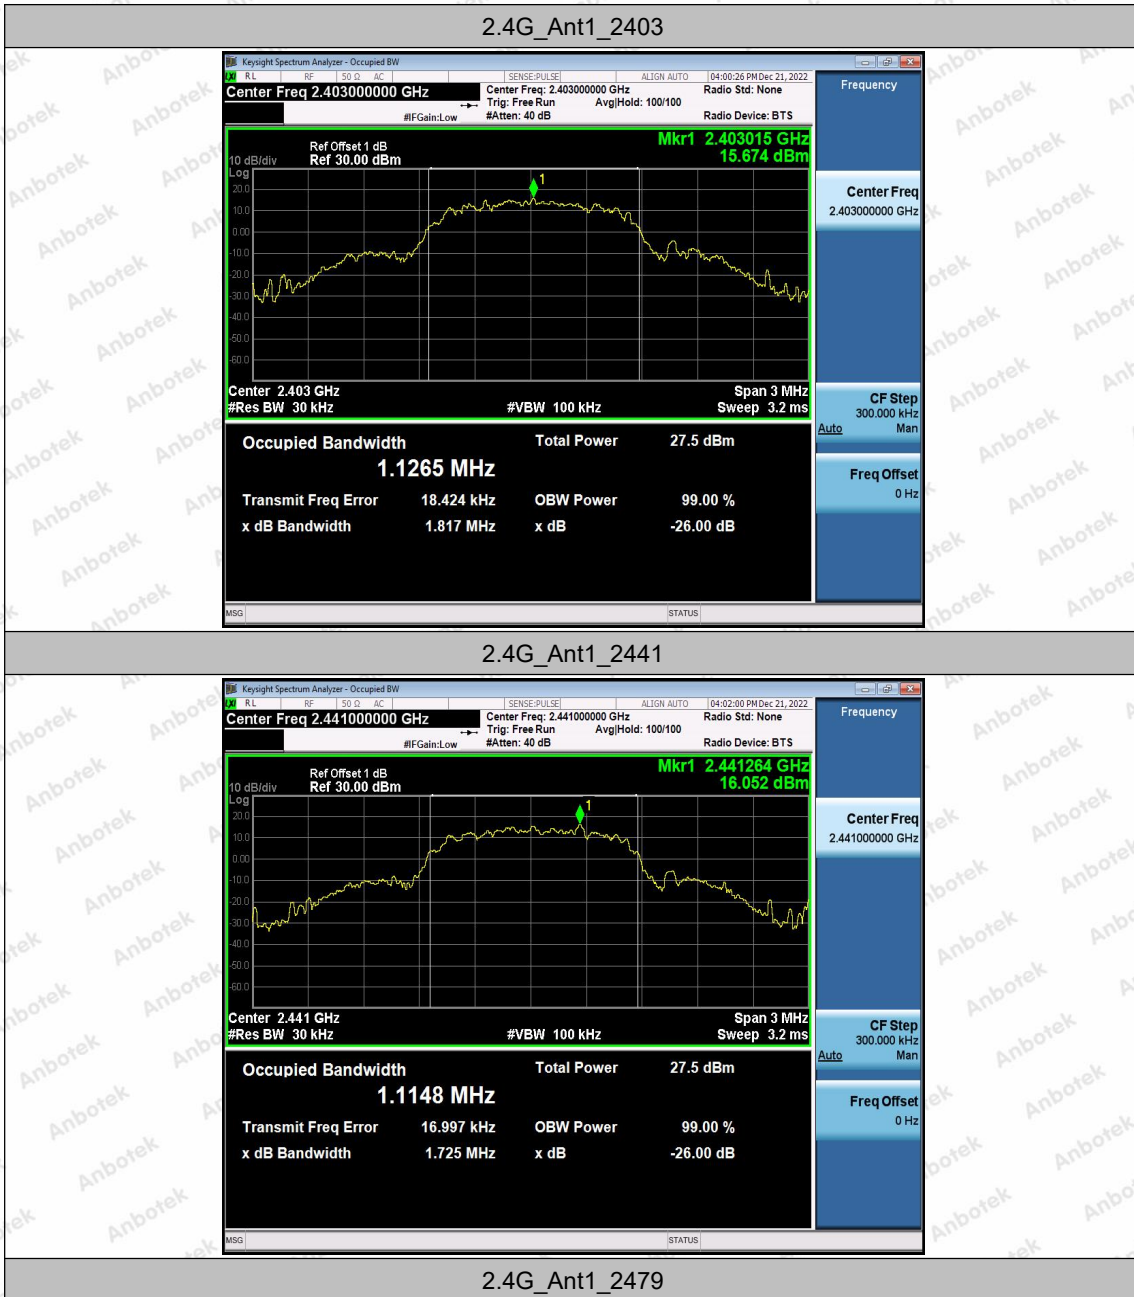 2.4G_Ant1_2403
Keysight Spectrum Analyzer - Occupied BW
LXI RL RF 50 Ω AC SENSE:PULSE ALIGN AUTO 04:00:26 PM Dec 21, 2022
Center Freq 2.403000000 GHz Center Freq: 2.403000000 GHz Radio Std: None Frequency
Trig: Free Run Avg|Hold: 100/100
#IFGain:Low #Atten: 40 dB Radio Device: BTS
Mkr1 2.403015 GHz
Ref Offset 1 dB
10 dB/div Ref 30.00 dBm 15.674 dBm
Log
20.0
10.0
0.00
-10.0
-20.0
-30.0
-40.0
-50.0
-60.0
1
Center Freq
2.403000000 GHz
Center 2.403 GHz Span 3 MHz
#Res BW 30 kHz #VBW 100 kHz Sweep 3.2 ms
CF Step
300.000 kHz
Auto Man
Occupied Bandwidth Total Power 27.5 dBm
1.1265 MHz
Freq Offset
0 Hz
Transmit Freq Error 18.424 kHz OBW Power 99.00 %
x dB Bandwidth 1.817 MHz x dB -26.00 dB
MSG STATUS
2.4G_Ant1_2441
Keysight Spectrum Analyzer - Occupied BW
LXI RL RF 50 Ω AC SENSE:PULSE ALIGN AUTO 04:02:00 PM Dec 21, 2022
Center Freq 2.441000000 GHz Center Freq: 2.441000000 GHz Radio Std: None Frequency
Trig: Free Run Avg|Hold: 100/100
#IFGain:Low #Atten: 40 dB Radio Device: BTS
Mkr1 2.441264 GHz
Ref Offset 1 dB
10 dB/div Ref 30.00 dBm 16.052 dBm
Log
20.0
10.0
0.00
-10.0
-20.0
-30.0
-40.0
-50.0
-60.0
1
Center Freq
2.441000000 GHz
Center 2.441 GHz Span 3 MHz
#Res BW 30 kHz #VBW 100 kHz Sweep 3.2 ms
CF Step
300.000 kHz
Auto Man
Occupied Bandwidth Total Power 27.5 dBm
1.1148 MHz
Freq Offset
0 Hz
Transmit Freq Error 16.997 kHz OBW Power 99.00 %
x dB Bandwidth 1.725 MHz x dB -26.00 dB
MSG STATUS
2.4G_Ant1_2479
Anbotek